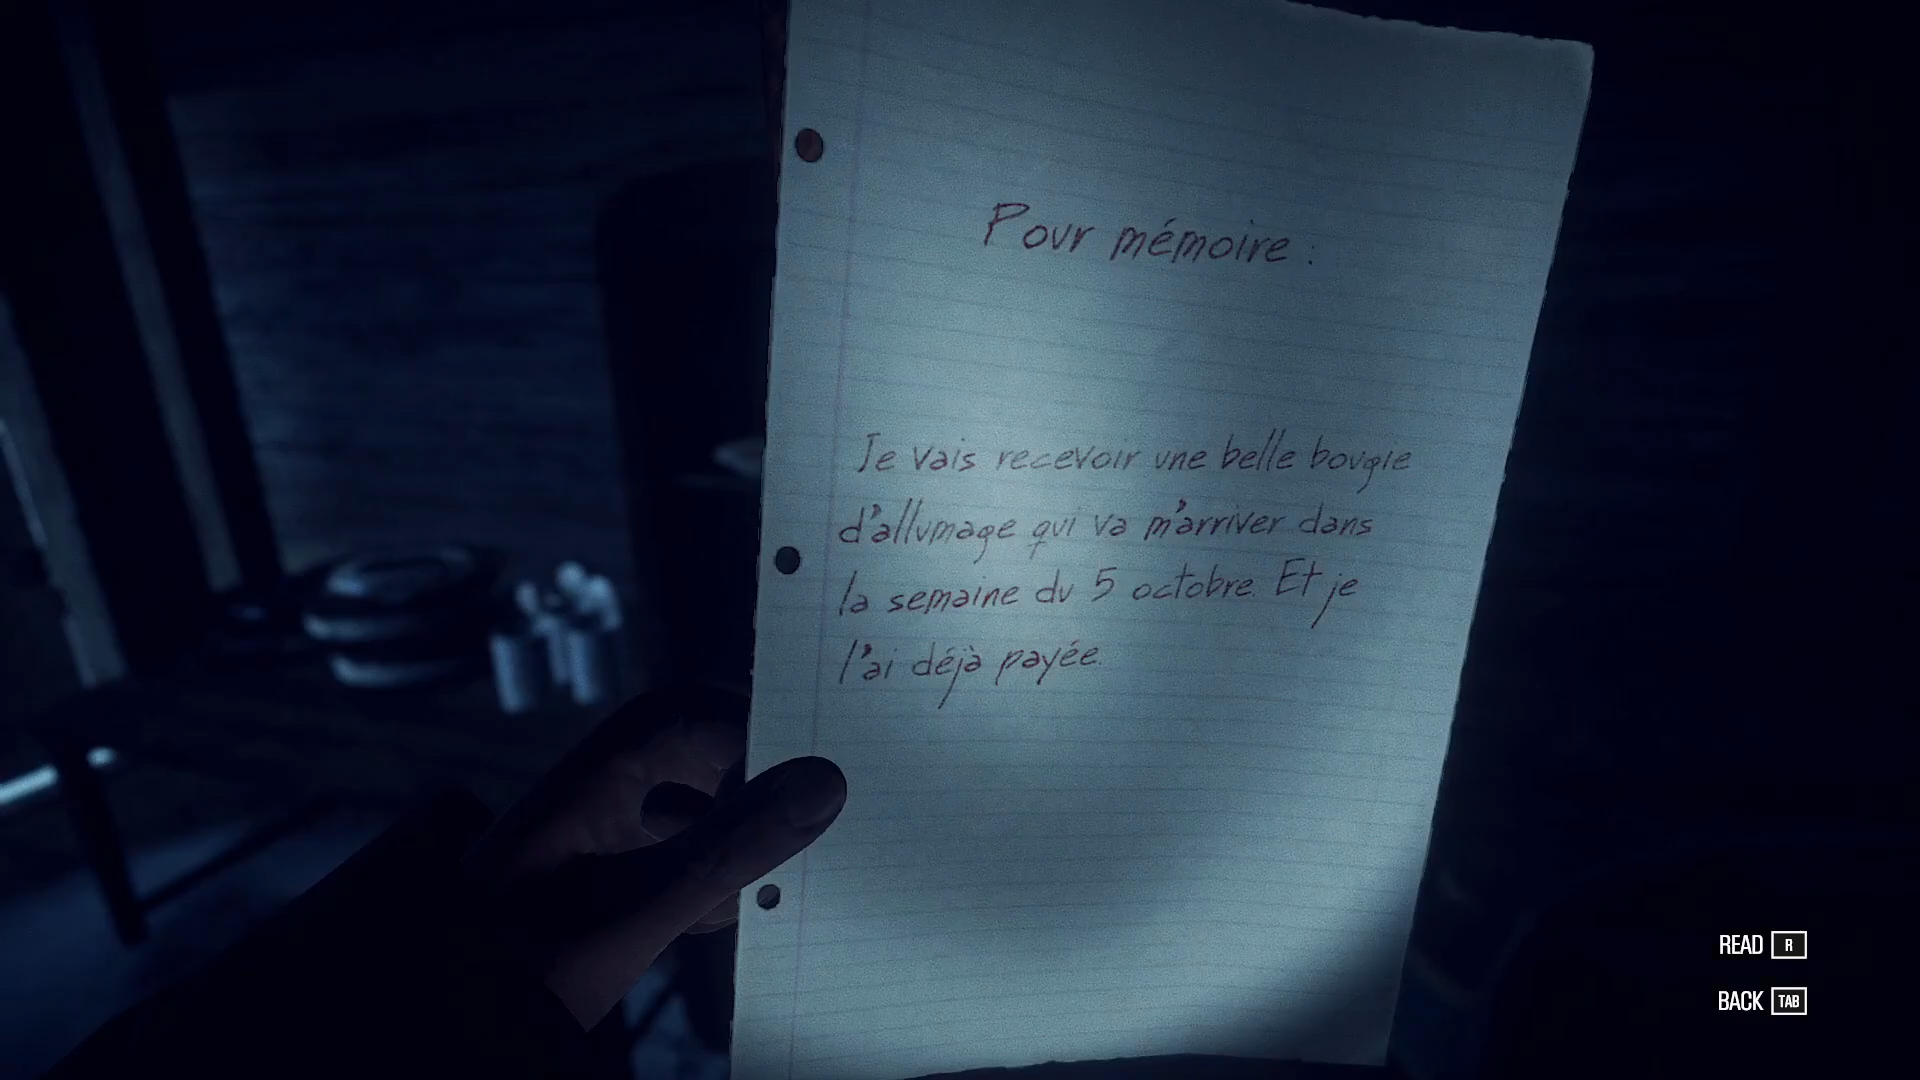 Pour mémoire :
Je vais recevoir une belle bougie
d'allumage qui va m'arriver dans
la semaine du 5 octobre. Et je
l'ai déjà payée.
READ R
BACK TAB